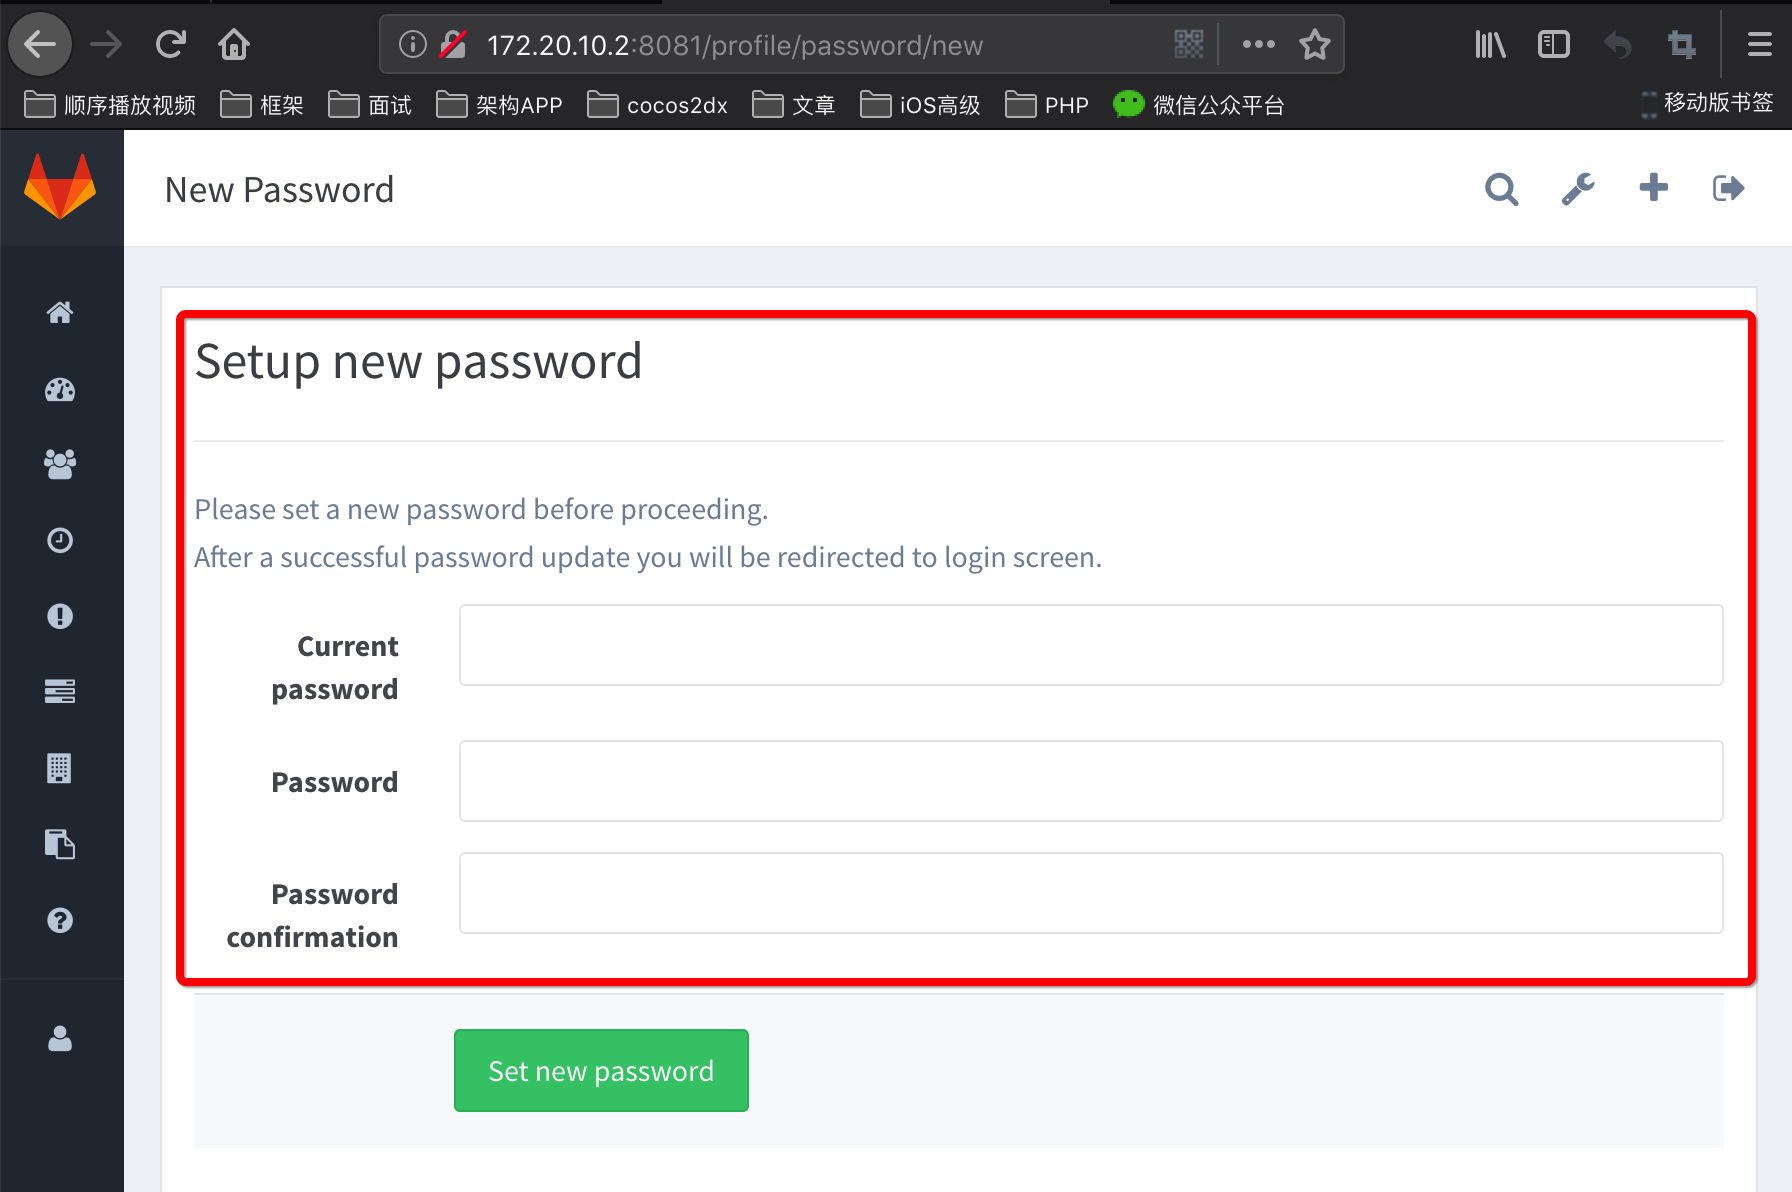 172.20.10.2:8081/profile/password/new
顺序播放视频 框架 面试 架构APP cocos2dx 文章 iOS高级 PHP 微信公众平台 移动版书签
New Password
Setup new password
Please set a new password before proceeding.
After a successful password update you will be redirected to login screen.
Current
password
Password
Password
confirmation
Set new password